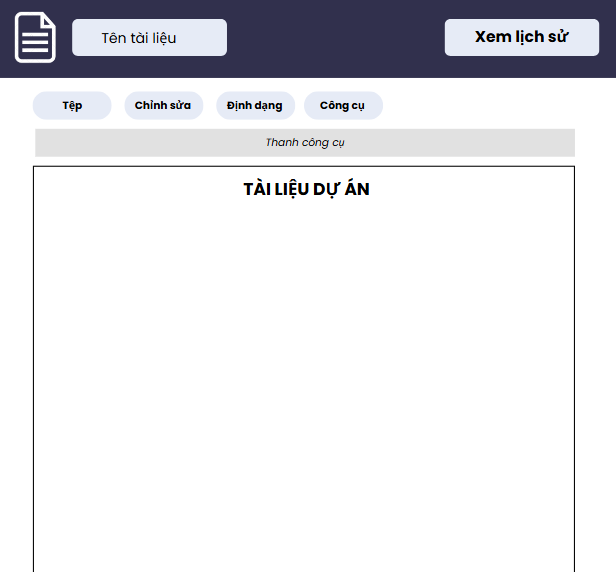 Tên tài liệu
Xem lịch sử
Tệp
Chỉnh sửa
Định dạng
Công cụ
Thanh công cụ
TÀI LIỆU DỰ ÁN